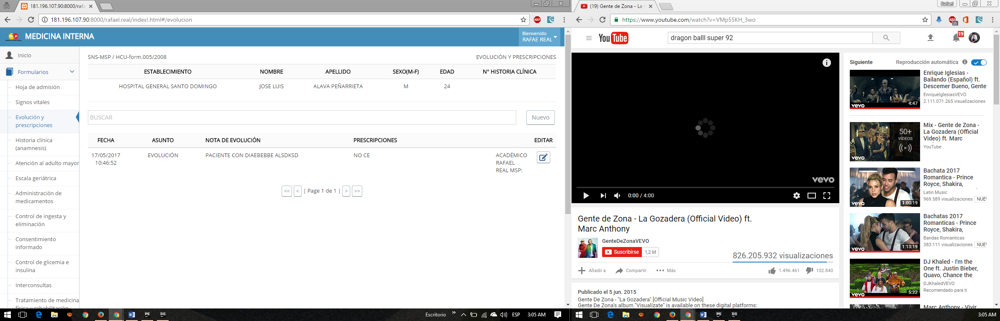 181.196.107.90:8000/rafa
181.196.107.90:8000/rafael.real/index!.html#/evolucion
ABP
MEDICINA INTERNA
Bienvenido
RAFAE REAL
Inicio
Formularios
Hoja de admisión
Signos vitales
Evolución y
prescripciones
Historia clínica
(anamnesis)
Atención al adulto mayor
Escala geriátrica
Administración de
medicamentos
Control de ingesta y
eliminación
Consentimiento
informado
Control de glicemia e
insulina
Interconsultas
Tratamiento de medicina
física y rehabilitación
SNS-MSP / HCU-form.005/2008
EVOLUCIÓN Y PRESCRIPCIONES
ESTABLECIMIENTO NOMBRE APELLIDO SEXO(M-F) EDAD N° HISTORIA CLÍNICA
HOSPITAL GENERAL SANTO DOMINGO JOSE LUIS ALAVA PEÑARRIETA M 24
BUSCAR
Nuevo
FECHA ASUNTO NOTA DE EVOLUCIÓN PRESCRIPCIONES EDITAR
17/05/2017
10:46:52
EVOLUCIÓN
PACIENTE CON DIAEBEBBE ALSDKSD
NO CE
ACADÉMICO
RAFAEL
REAL MSP:
<< < | Page 1 de 1 | > >>
Escritorio
ESP
3:05 AM
(19) Gente de Zona - La
Rafael
https://www.youtube.com/watch?v=VMp55KH_3wo
ABP
25
YouTube
dragon balll super 92
19
vevo
0:00 / 4:00
Gente de Zona - La Gozadera (Official Video) ft.
Marc Anthony
GenteDeZonaVEVO
Suscribirse 1,2 M
826.205.932 visualizaciones
Añadir a
Compartir
Más
1.496.461
102.840
Publicado el 5 jun. 2015
Gente De Zona - "La Gozadera" [Official Music Video]
Gente De Zona's album "Visualízate" is available on these digital platforms:
Siguiente
Reproducción automática
Enrique Iglesias -
Bailando (Español) ft.
Descemer Bueno, Gente
EnriqueIglesiasVEVO
2.111.071.265 visualizaciones
vevo
4:47
Mix - Gente de Zona -
La Gozadera (Official
Video) ft. Marc
YouTube
50+
VÍDEOS
vevo
Bachata 2017
Romantica - Prince
Royce, Shakira,
Latin Music
969.589 visualizaciones
vevo
1:00:19
Bachatas 2017
Romanticas - Prince
Royce, Shakira,
Bandas Romanticas
383.111 visualizaciones
vevo
1:13:19
DJ Khaled - I'm the
One ft. Justin Bieber,
Quavo, Chance the
DJKhaledVEVO
Recomendado para ti
vevo
5:22
Marc Anthony - Vivir
3:05 AM